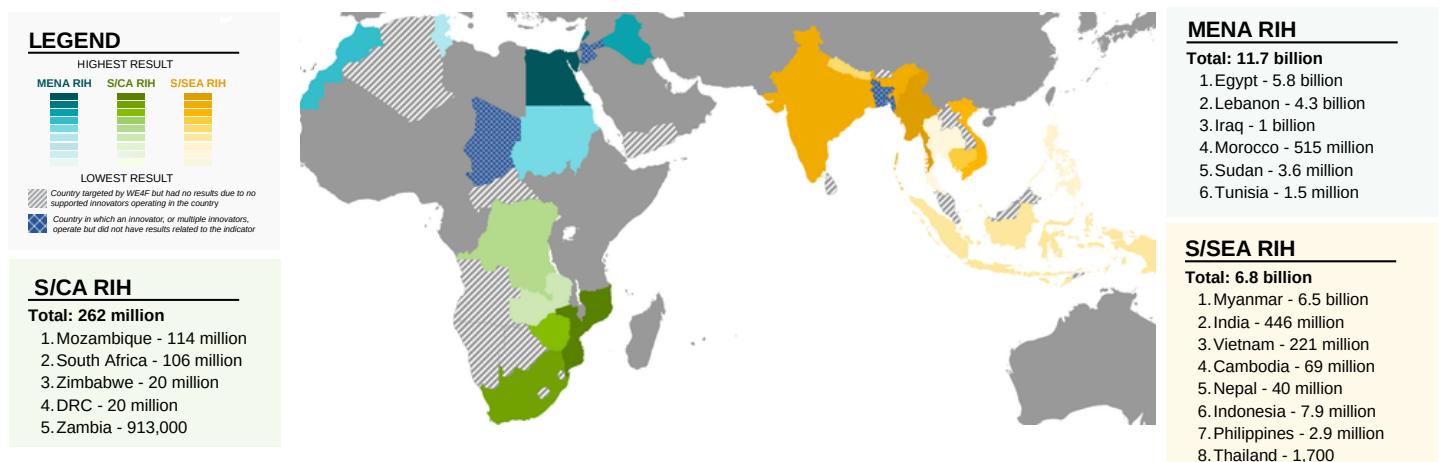 LEGEND
HIGHEST RESULT
MENA RIH S/CA RIH S/SEA RIH
LOWEST RESULT
Country targeted by WE4F but had no results due to no
supported innovators operating in the country
Country in which an innovator, or multiple innovators,
operate but did not have results related to the indicator
S/CA RIH
Total: 262 million
1. Mozambique - 114 million
2. South Africa - 106 million
3. Zimbabwe - 20 million
4. DRC - 20 million
5. Zambia - 913,000
MENA RIH
Total: 11.7 billion
1. Egypt - 5.8 billion
2. Lebanon - 4.3 billion
3. Iraq - 1 billion
4. Morocco - 515 million
5. Sudan - 3.6 million
6. Tunisia - 1.5 million
S/SEA RIH
Total: 6.8 billion
1. Myanmar - 6.5 billion
2. India - 446 million
3. Vietnam - 221 million
4. Cambodia - 69 million
5. Nepal - 40 million
6. Indonesia - 7.9 million
7. Philippines - 2.9 million
8. Thailand - 1,700